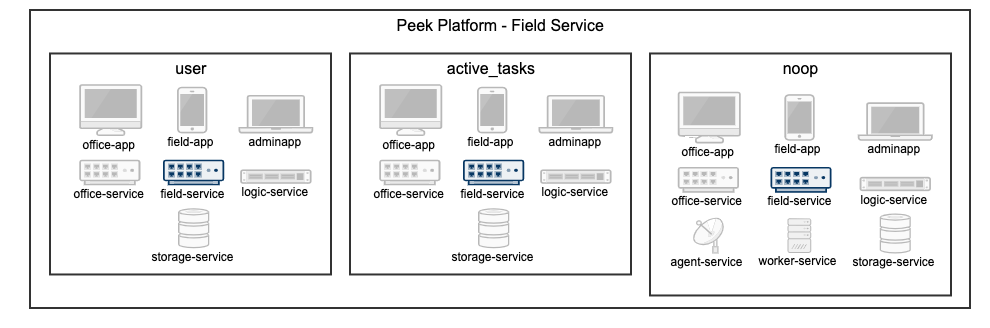 Peek Platform - Field Service
user
office-app
field-app
adminapp
office-service
field-service
logic-service
storage-service
active_tasks
office-app
field-app
adminapp
office-service
field-service
logic-service
storage-service
noop
office-app
field-app
adminapp
office-service
field-service
logic-service
agent-service
worker-service
storage-service